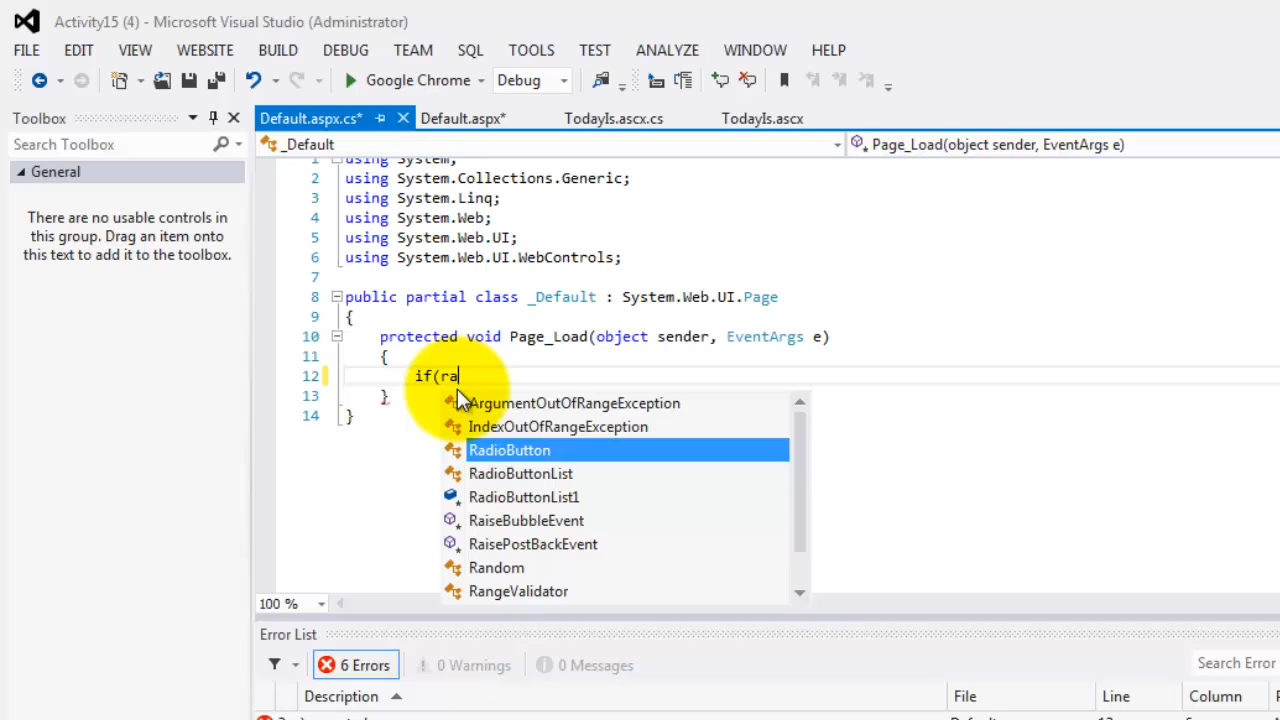 Activity15 (4) - Microsoft Visual Studio (Administrator)
FILE EDIT VIEW WEBSITE BUILD DEBUG TEAM SQL TOOLS TEST ANALYZE WINDOW HELP
Google Chrome Debug
Toolbox
Default.aspx.cs* Default.aspx* TodayIs.ascx.cs TodayIs.ascx
Search Toolbox
_Default Page_Load(object sender, EventArgs e)
General
There are no usable controls in
this group. Drag an item onto
this text to add it to the toolbox.
1 using System;
2 using System.Collections.Generic;
3 using System.Linq;
4 using System.Web;
5 using System.Web.UI;
6 using System.Web.UI.WebControls;
7
8 public partial class _Default : System.Web.UI.Page
9 {
10 protected void Page_Load(object sender, EventArgs e)
11 {
12 if(ra
13 }
14 }
ArgumentOutOfRangeException
IndexOutOfRangeException
RadioButton
RadioButtonList
RadioButtonList1
RaiseBubbleEvent
RaisePostBackEvent
Random
RangeValidator
100 %
Error List
6 Errors 0 Warnings 0 Messages Search Error
Description File Line Column